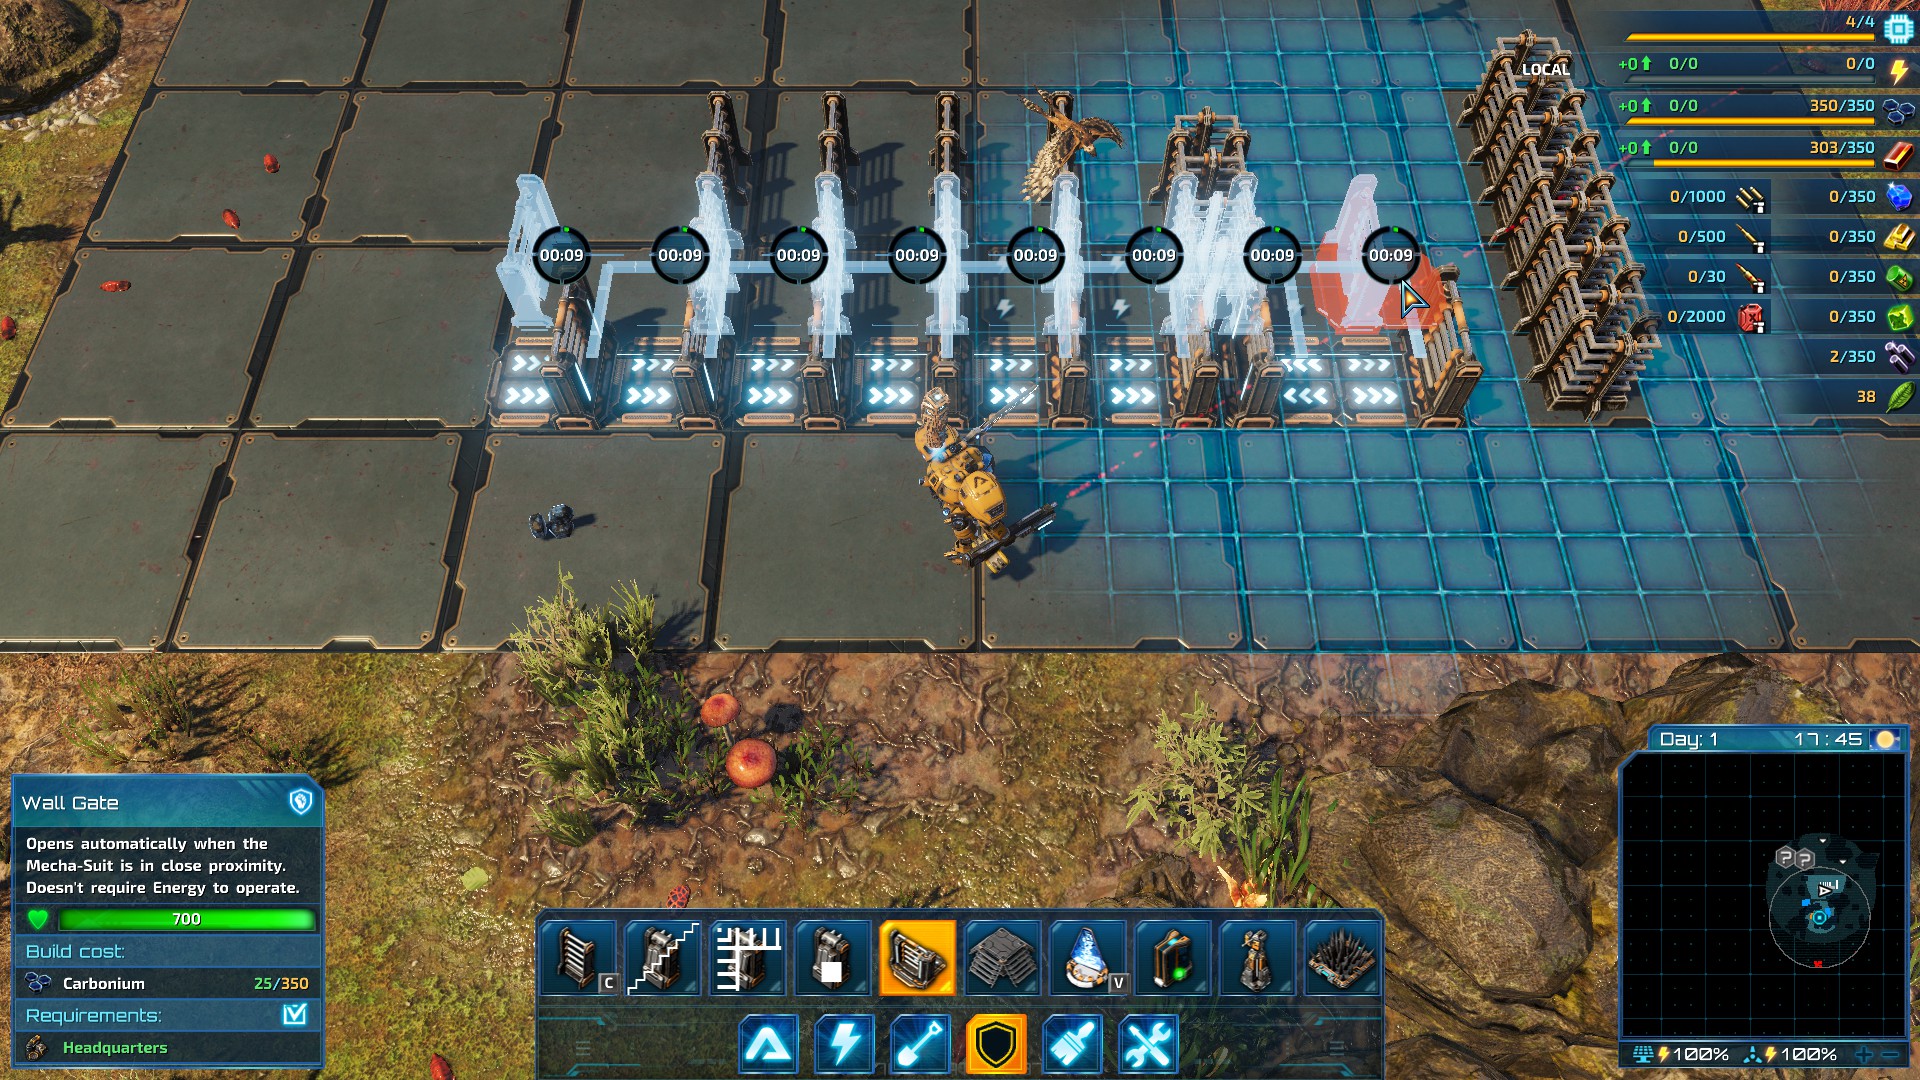 4/4
LOCAL
+0 0/0 0/0
+0 0/0 350/350
+0 0/0 303/350
0/1000 0/350
0/500 0/350
0/30 0/350
0/2000 0/350
2/350
38
00:09 00:09 00:09 00:09 00:09 00:09 00:09 00:09
Day: 1 17:45
? ?
Wall Gate
Opens automatically when the
Mecha-Suit is in close proximity.
Doesn't require Energy to operate.
700
Build cost:
Carbonium 25/350
Requirements:
Headquarters
C V
100% 100%